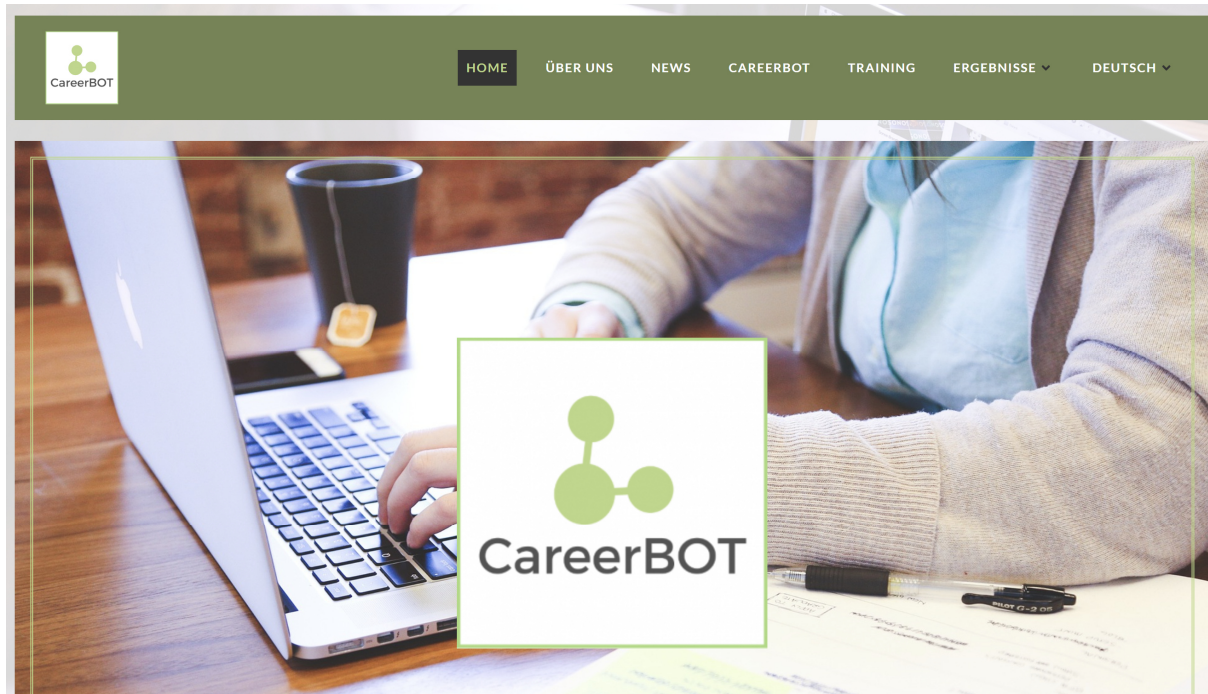 CareerBOT
HOME ÜBER UNS NEWS CAREERBOT TRAINING ERGEBNISSE DEUTSCH
CareerBOT
PILOT G-2 05